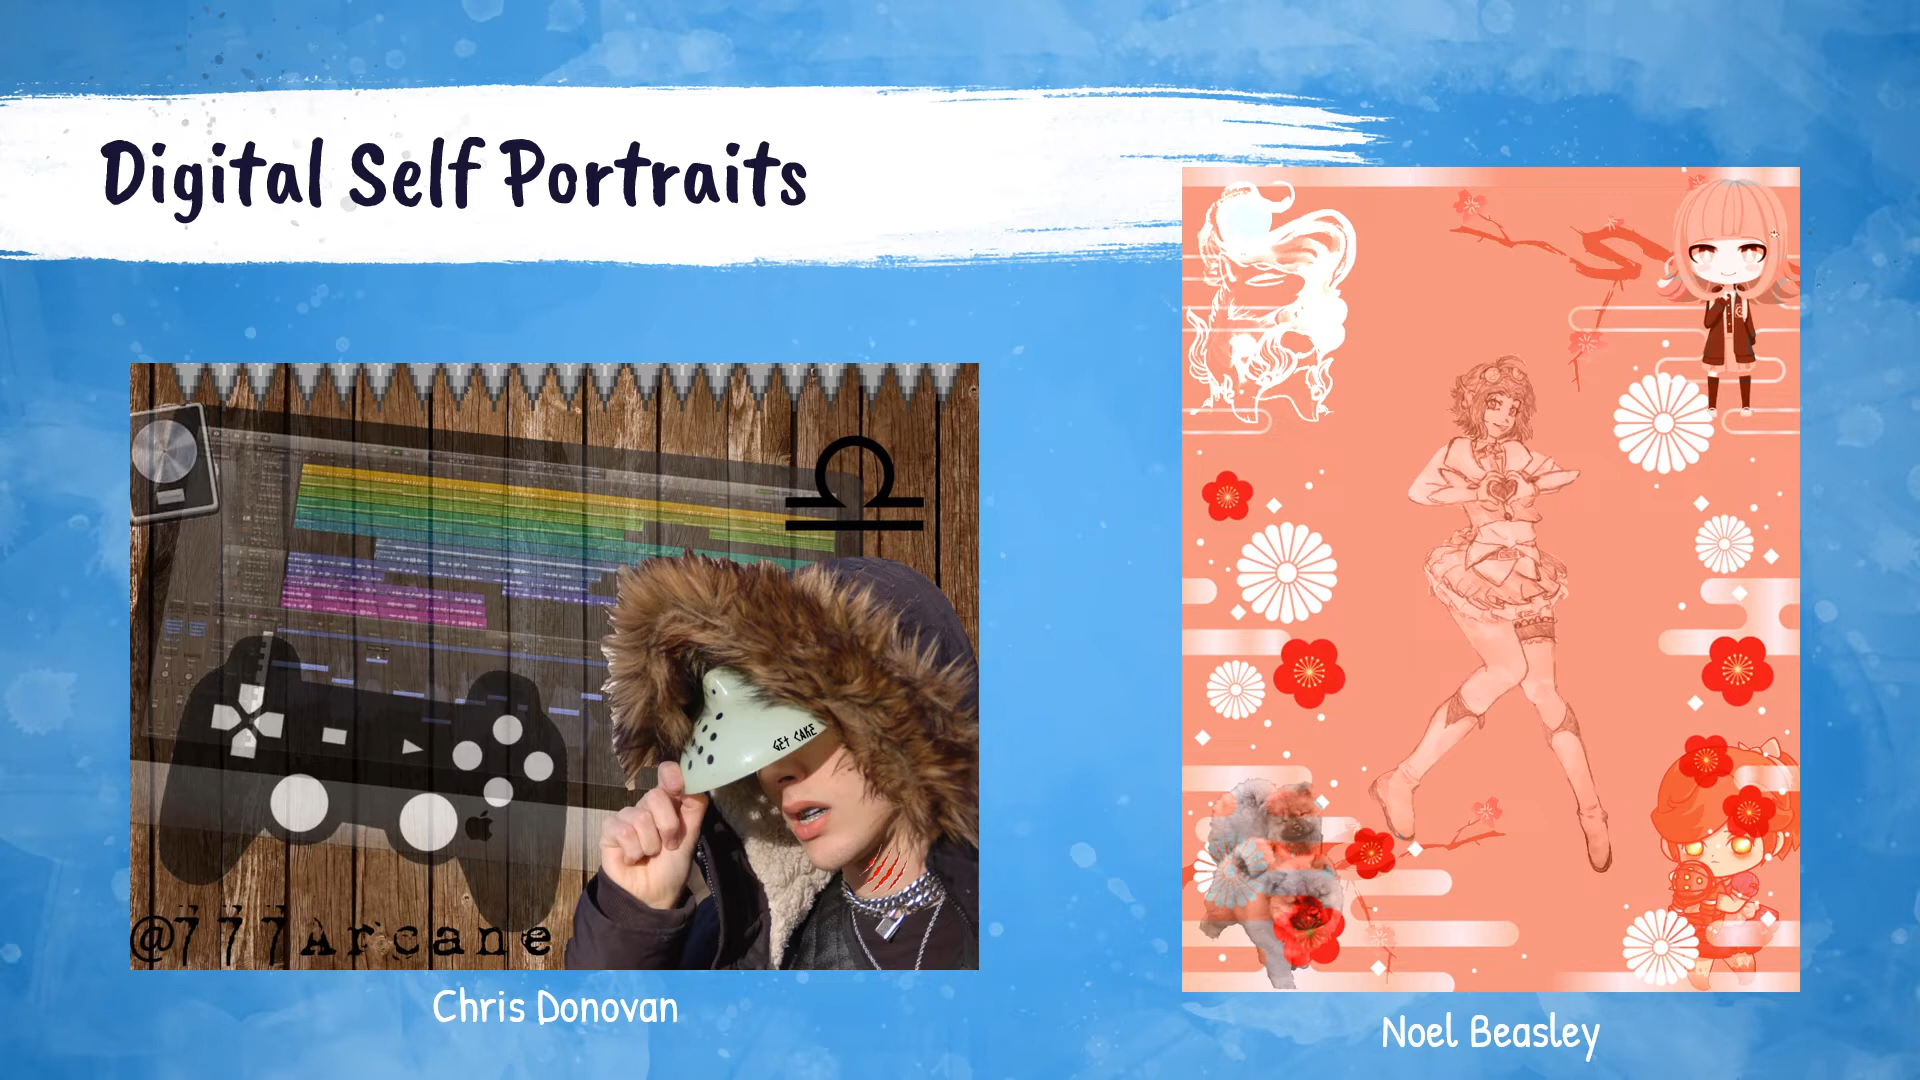 Digital Self Portraits
GET CAKE
@777Arcane
Chris Donovan
Noel Beasley